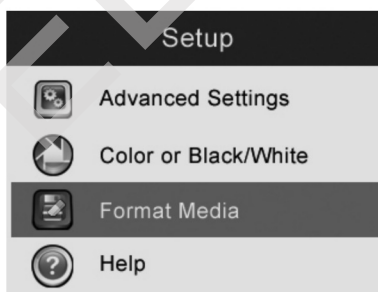 Setup
Advanced Settings
Color or Black/White
Format Media
Help